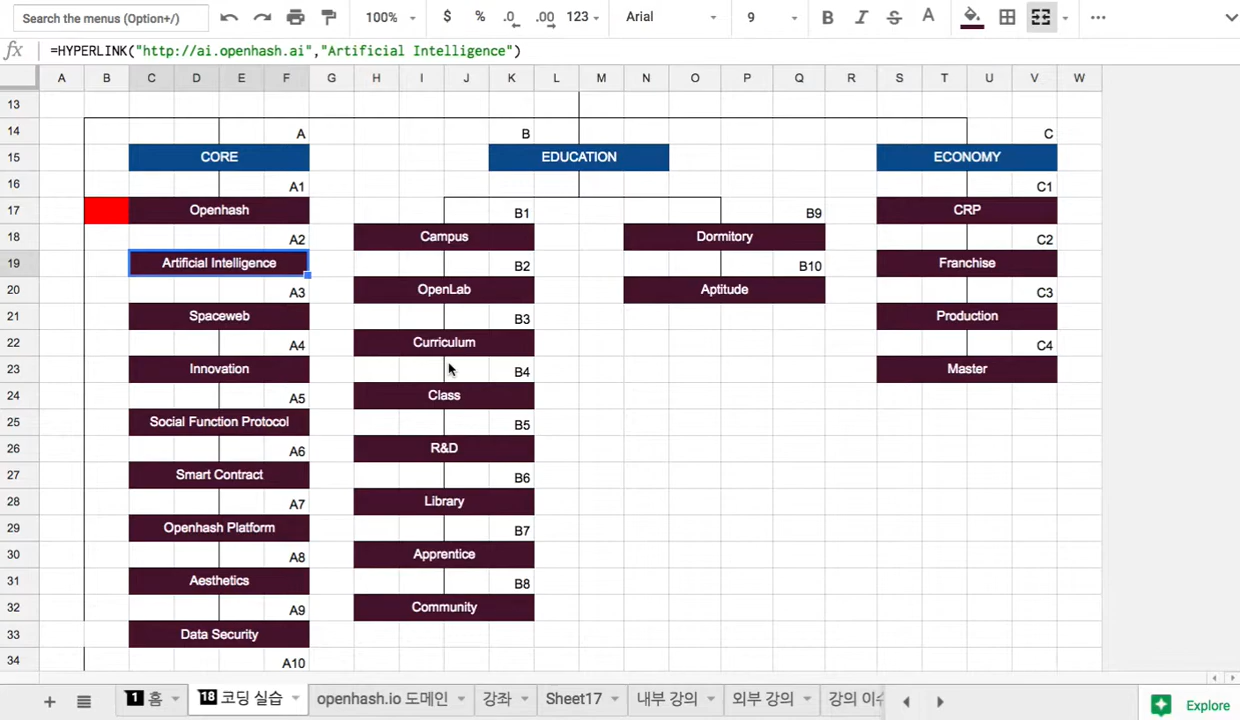 Search the menus (Option+/)
100%
$ % .0 .00 123
Arial
9
B I S A
fx =HYPERLINK("http://ai.openhash.ai","Artificial Intelligence")
A B C D E F G H I J K L M N O P Q R S T U V W
13
14 A B C
15 CORE EDUCATION ECONOMY
16 A1 C1
17 Openhash B1 B9 CRP
18 A2 Campus Dormitory C2
19 Artificial Intelligence B2 B10 Franchise
20 A3 OpenLab Aptitude C3
21 Spaceweb B3 Production
22 A4 Curriculum C4
23 Innovation B4 Master
24 A5 Class
25 Social Function Protocol B5
26 A6 R&D
27 Smart Contract B6
28 A7 Library
29 Openhash Platform B7
30 A8 Apprentice
31 Aesthetics B8
32 A9 Community
33 Data Security
34 A10
1 홈 18 코딩 실습 openhash.io 도메인 강좌 Sheet17 내부 강의 외부 강의 강의 이슈
Explore